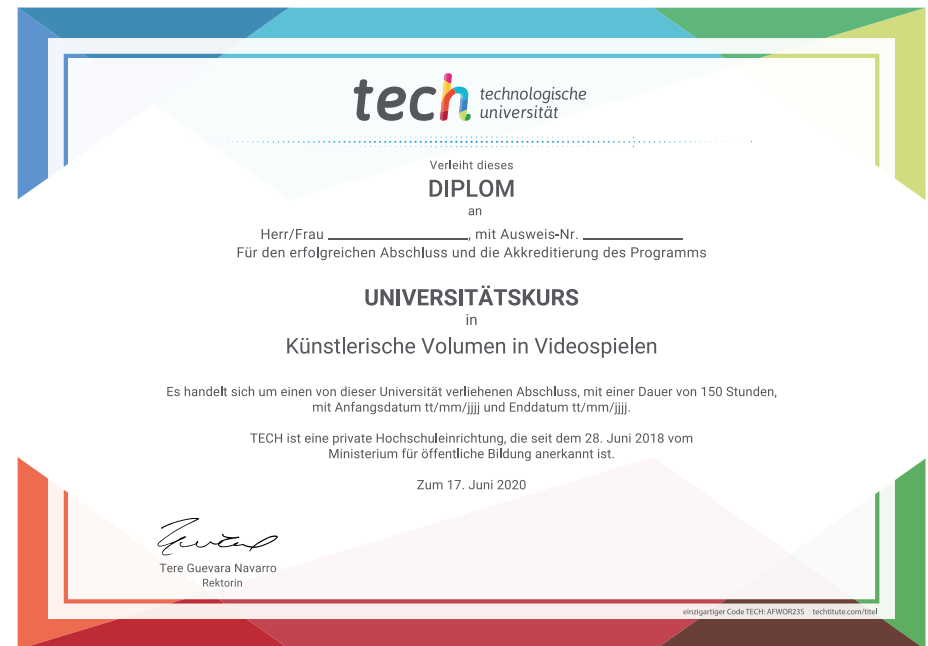 tech technologische
universität
Verleiht dieses
DIPLOM
an
Herr/Frau ____________________, mit Ausweis-Nr. ______________
Für den erfolgreichen Abschluss und die Akkreditierung des Programms
UNIVERSITÄTSKURS
in
Künstlerische Volumen in Videospielen
Es handelt sich um einen von dieser Universität verliehenen Abschluss, mit einer Dauer von 150 Stunden,
mit Anfangsdatum tt/mm/jjjj und Enddatum tt/mm/jjjj.
TECH ist eine private Hochschuleinrichtung, die seit dem 28. Juni 2018 vom
Ministerium für öffentliche Bildung anerkannt ist.
Zum 17. Juni 2020
Tere Guevara Navarro
Rektorin
einzigartiger Code TECH: AFWOR23S techtitute.com/titel